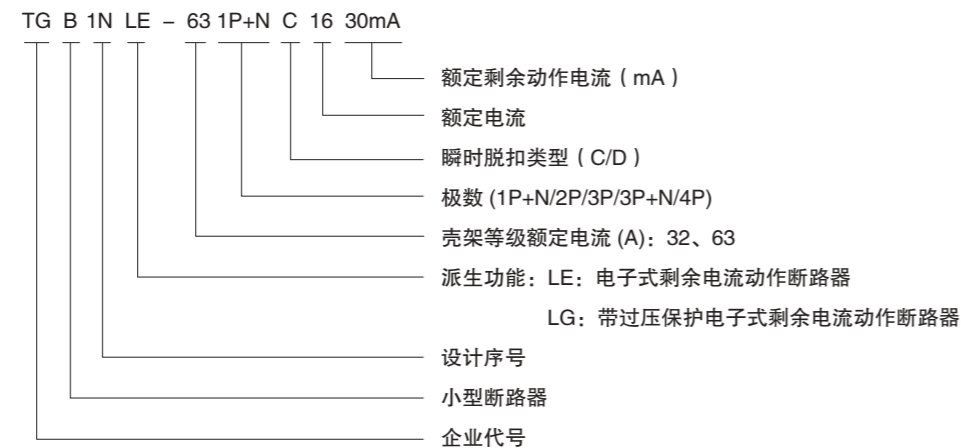 TG B 1N LE – 63 1P+N C 16 30mA
额定剩余动作电流（mA）
额定电流
瞬时脱扣类型（C/D）
极数 (1P+N/2P/3P/3P+N/4P)
壳架等级额定电流 (A)：32、63
派生功能：LE：电子式剩余电流动作断路器
LG：带过压保护电子式剩余电流动作断路器
设计序号
小型断路器
企业代号